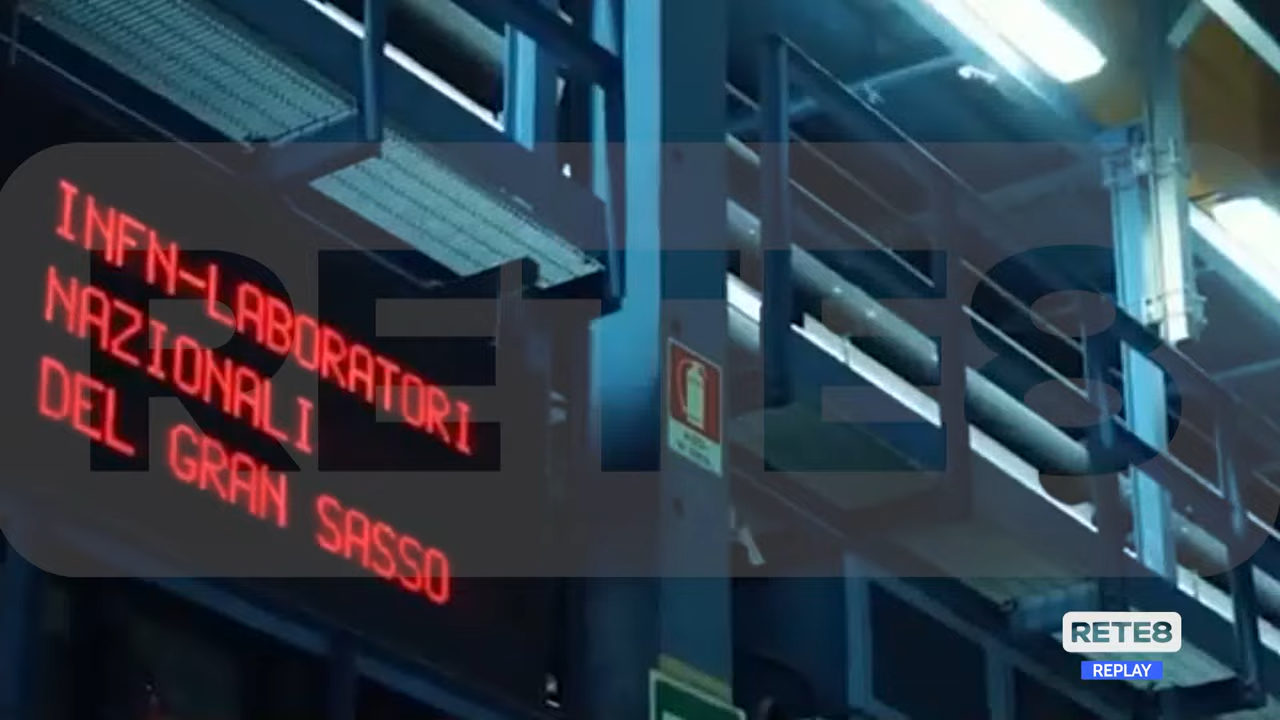 INFN-LABORATORI
NAZIONALI
DEL GRAN SASSO
RETE8
RETE8
REPLAY